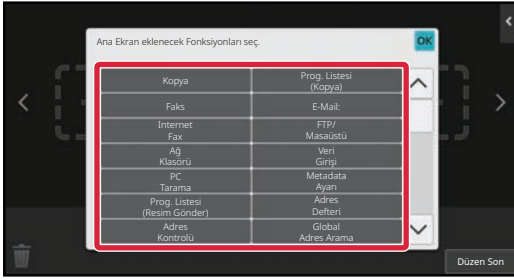 Ana Ekran eklenecek Fonksiyonları seç.
OK
Kopya
Prog. Listesi
(Kopya)
Faks
E-Mail:
Internet
Fax
FTP/
Masaüstü
Ağ
Klasörü
Veri
Girişi
PC
Tarama
Metadata
Ayarı
Prog. Listesi
(Resim Gönder)
Adres
Defteri
Adres
Kontrolü
Global
Adres Arama
Düzen Son